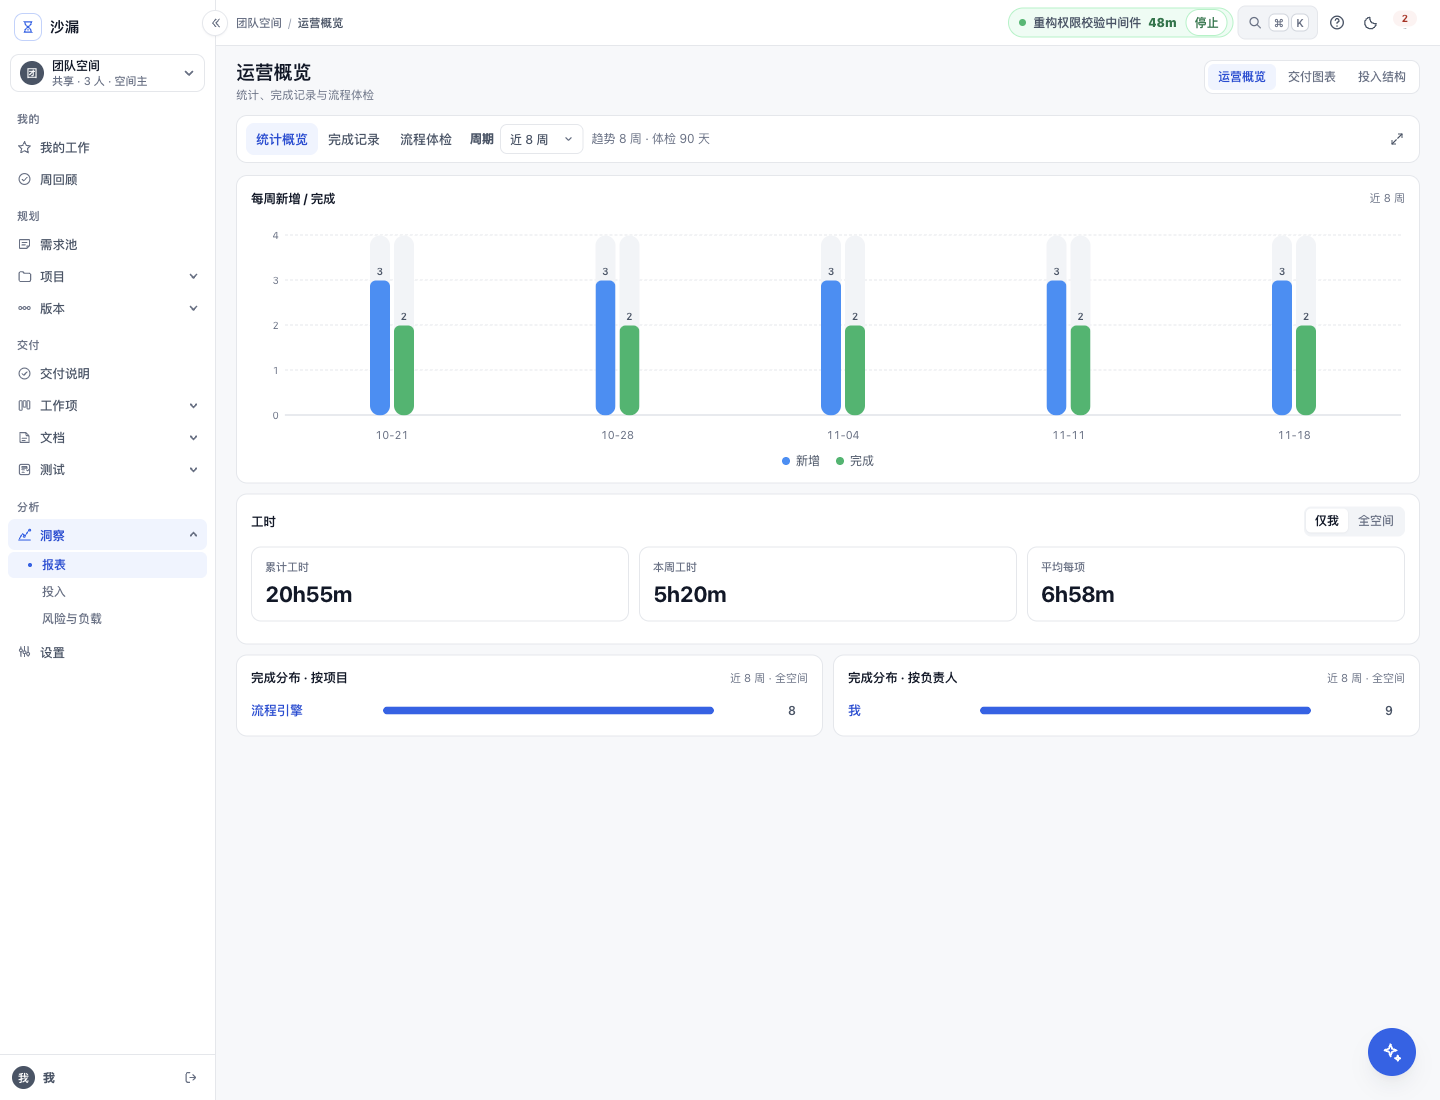 沙漏
团
团队空间
共享 · 3 人 · 空间主
我的
我的工作
周回顾
规划
需求池
项目
版本
交付
交付说明
工作项
文档
测试
分析
洞察
报表
投入
风险与负载
设置
我 我
团队空间 / 运营概览
重构权限校验中间件 48m 停止
⌘ K
2
运营概览
统计、完成记录与流程体检
运营概览 交付图表 投入结构
统计概览 完成记录 流程体检 周期 近 8 周 趋势 8 周 · 体检 90 天
每周新增 / 完成 近 8 周
4
3
2
1
0
3 2 3 2 3 2 3 2 3 2
10-21 10-28 11-04 11-11 11-18
新增 完成
工时 仅我 全空间
累计工时 本周工时 平均每项
20h55m 5h20m 6h58m
完成分布 · 按项目 近 8 周 · 全空间
流程引擎 8
完成分布 · 按负责人 近 8 周 · 全空间
我 9